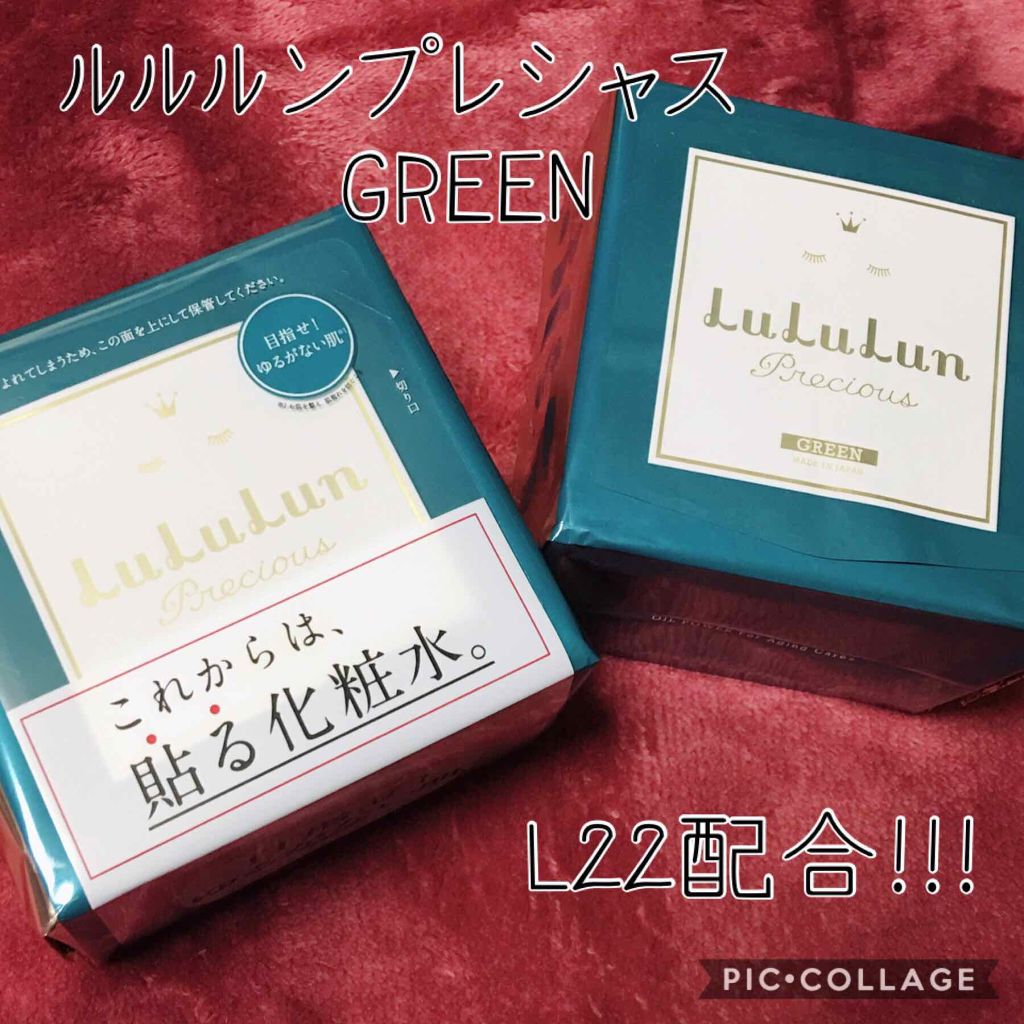 ルルルンプレシャス
GREEN
LuLuLun
Precious
GREEN
MADE IN JAPAN
よれてしまうため、この面を上にして保管してください。
目指せ!
ゆるがない肌
▲切り口
LuLuLun
Precious
これからは、
貼る化粧水。
L22配合!!!
PIC•COLLAGE